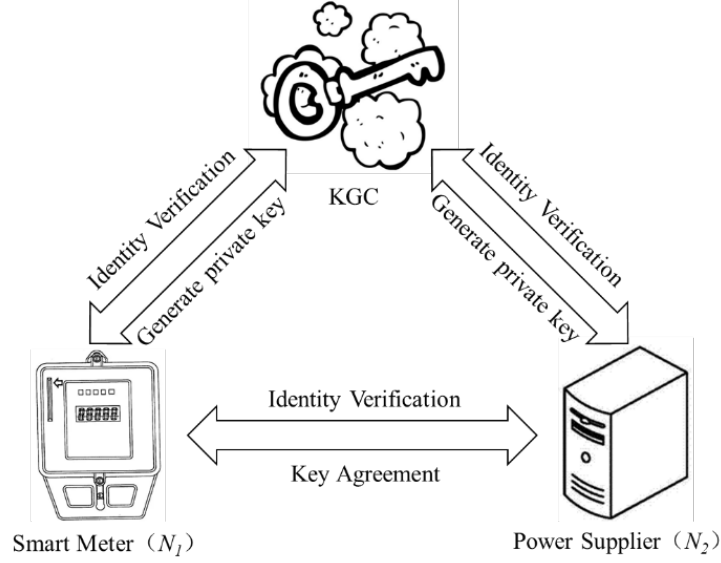 KGC
Identity Verification
Generate private key
Identity Verification
Generate private key
00000
Identity Verification
Key Agreement
Smart Meter（N1）
Power Supplier（N2）